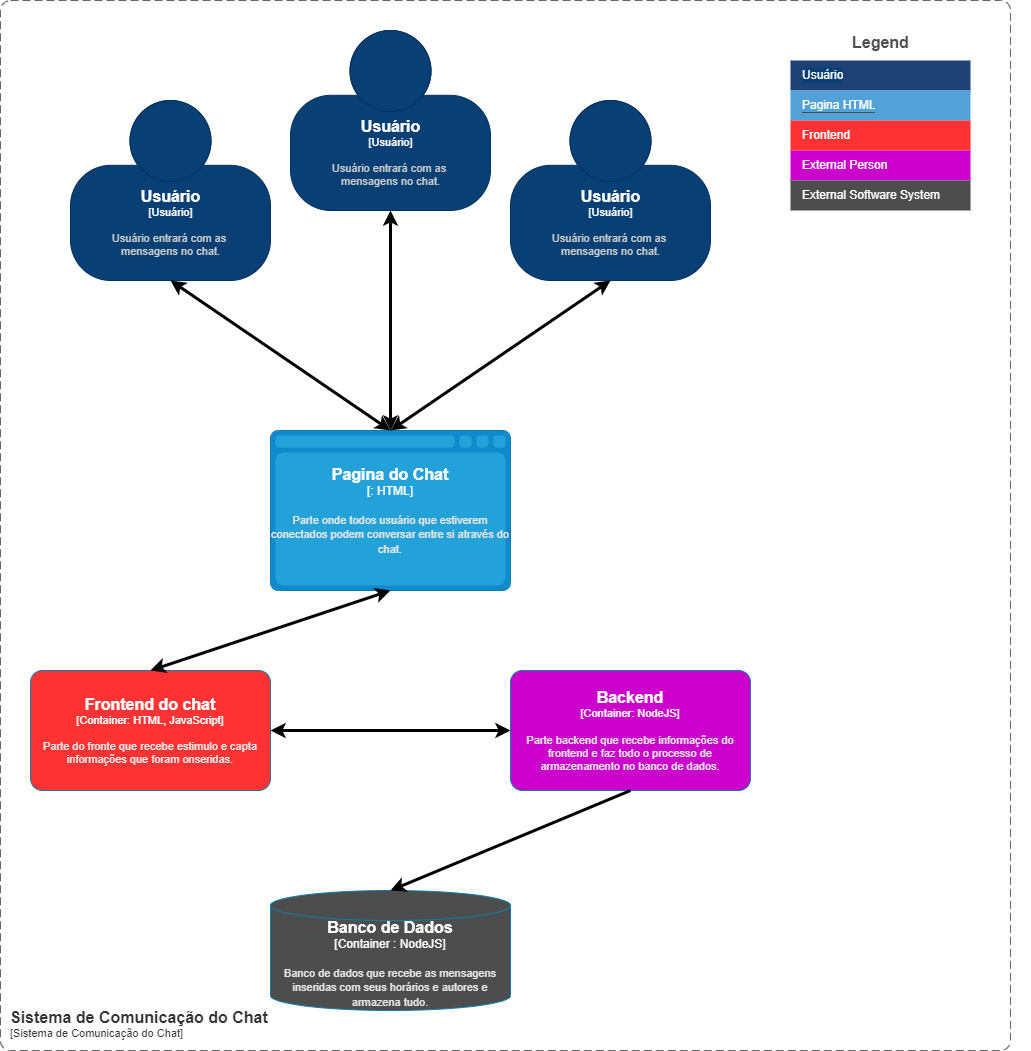 Legend
Usuário
Pagina HTML
Frontend
External Person
External Software System
Usuário
[Usuário]
Usuário entrará com as
mensagens no chat.
Usuário
[Usuário]
Usuário entrará com as
mensagens no chat.
Usuário
[Usuário]
Usuário entrará com as
mensagens no chat.
Pagina do Chat
[: HTML]
Parte onde todos usuário que estiverem
conectados podem conversar entre si através do
chat.
Frontend do chat
[Container: HTML, JavaScript]
Parte do fronte que recebe estimulo e capta
informações que foram onseridas.
Backend
[Container: NodeJS]
Parte backend que recebe informações do
frontend e faz todo o processo de
armazenamento no banco de dados.
Banco de Dados
[Container : NodeJS]
Banco de dados que recebe as mensagens
inseridas com seus horários e autores e
armazena tudo.
Sistema de Comunicação do Chat
[Sistema de Comunicação do Chat]